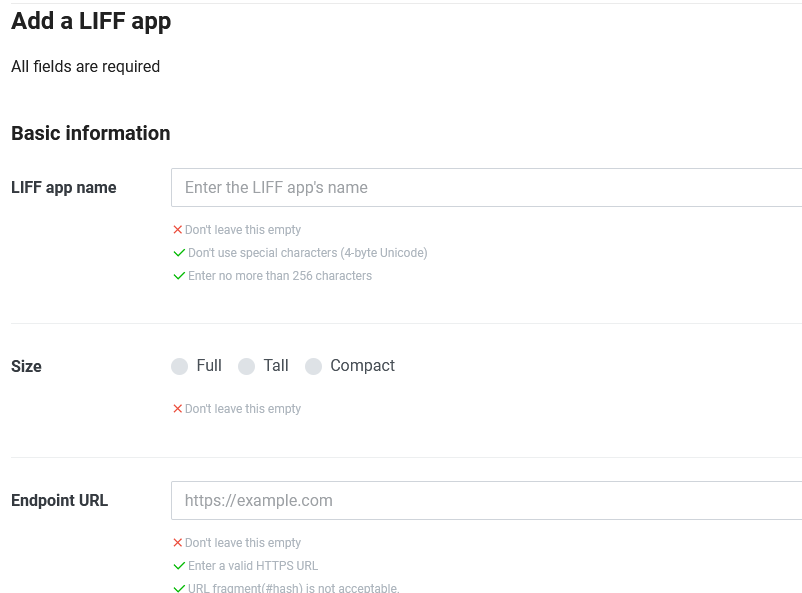 Add a LIFF app
All fields are required
Basic information
LIFF app name
Enter the LIFF app's name
Don't leave this empty
Don't use special characters (4-byte Unicode)
Enter no more than 256 characters
Size
Full Tall Compact
Don't leave this empty
Endpoint URL
https://example.com
Don't leave this empty
Enter a valid HTTPS URL
URL fragment(#hash) is not acceptable.